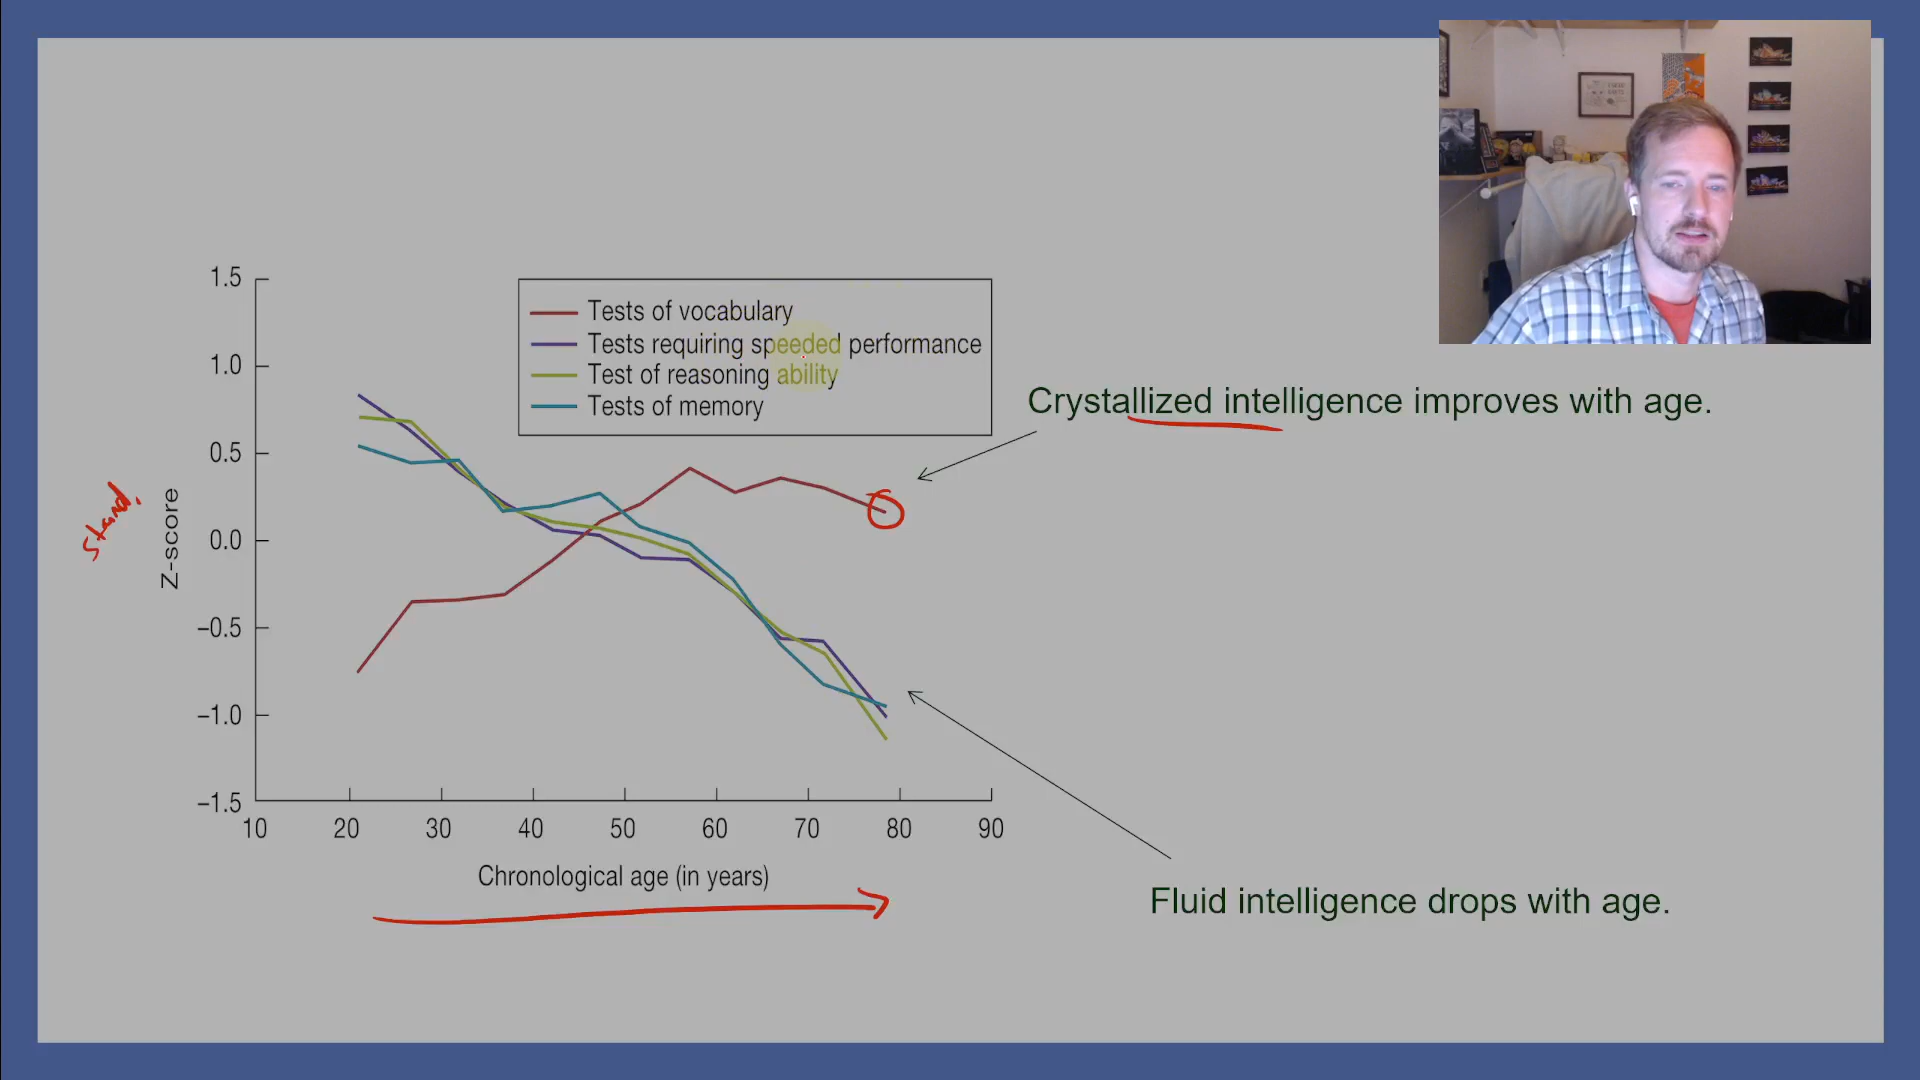 1.5
1.0
0.5
0.0
−0.5
−1.0
−1.5
Stand.
Z-score
Tests of vocabulary
Tests requiring speeded performance
Test of reasoning ability
Tests of memory
Crystallized intelligence improves with age.
10 20 30 40 50 60 70 80 90
Chronological age (in years)
Fluid intelligence drops with age.